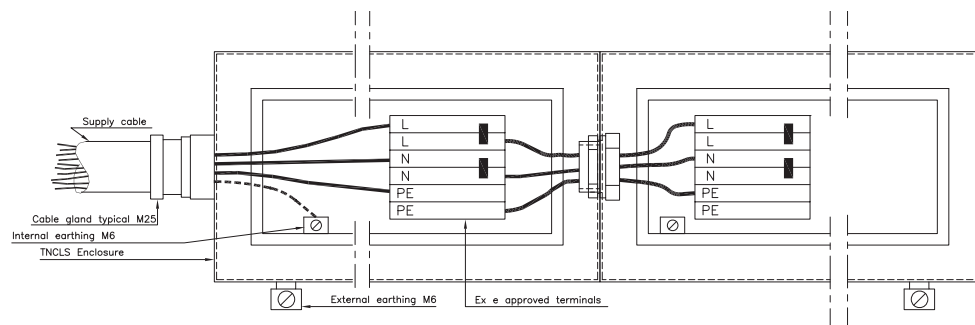 Supply cable
L
L
N
N
PE
PE
L
L
N
N
PE
PE
Cable gland typical M25
Internal earthing M6
TNCLS Enclosure
External earthing M6
Ex e approved terminals